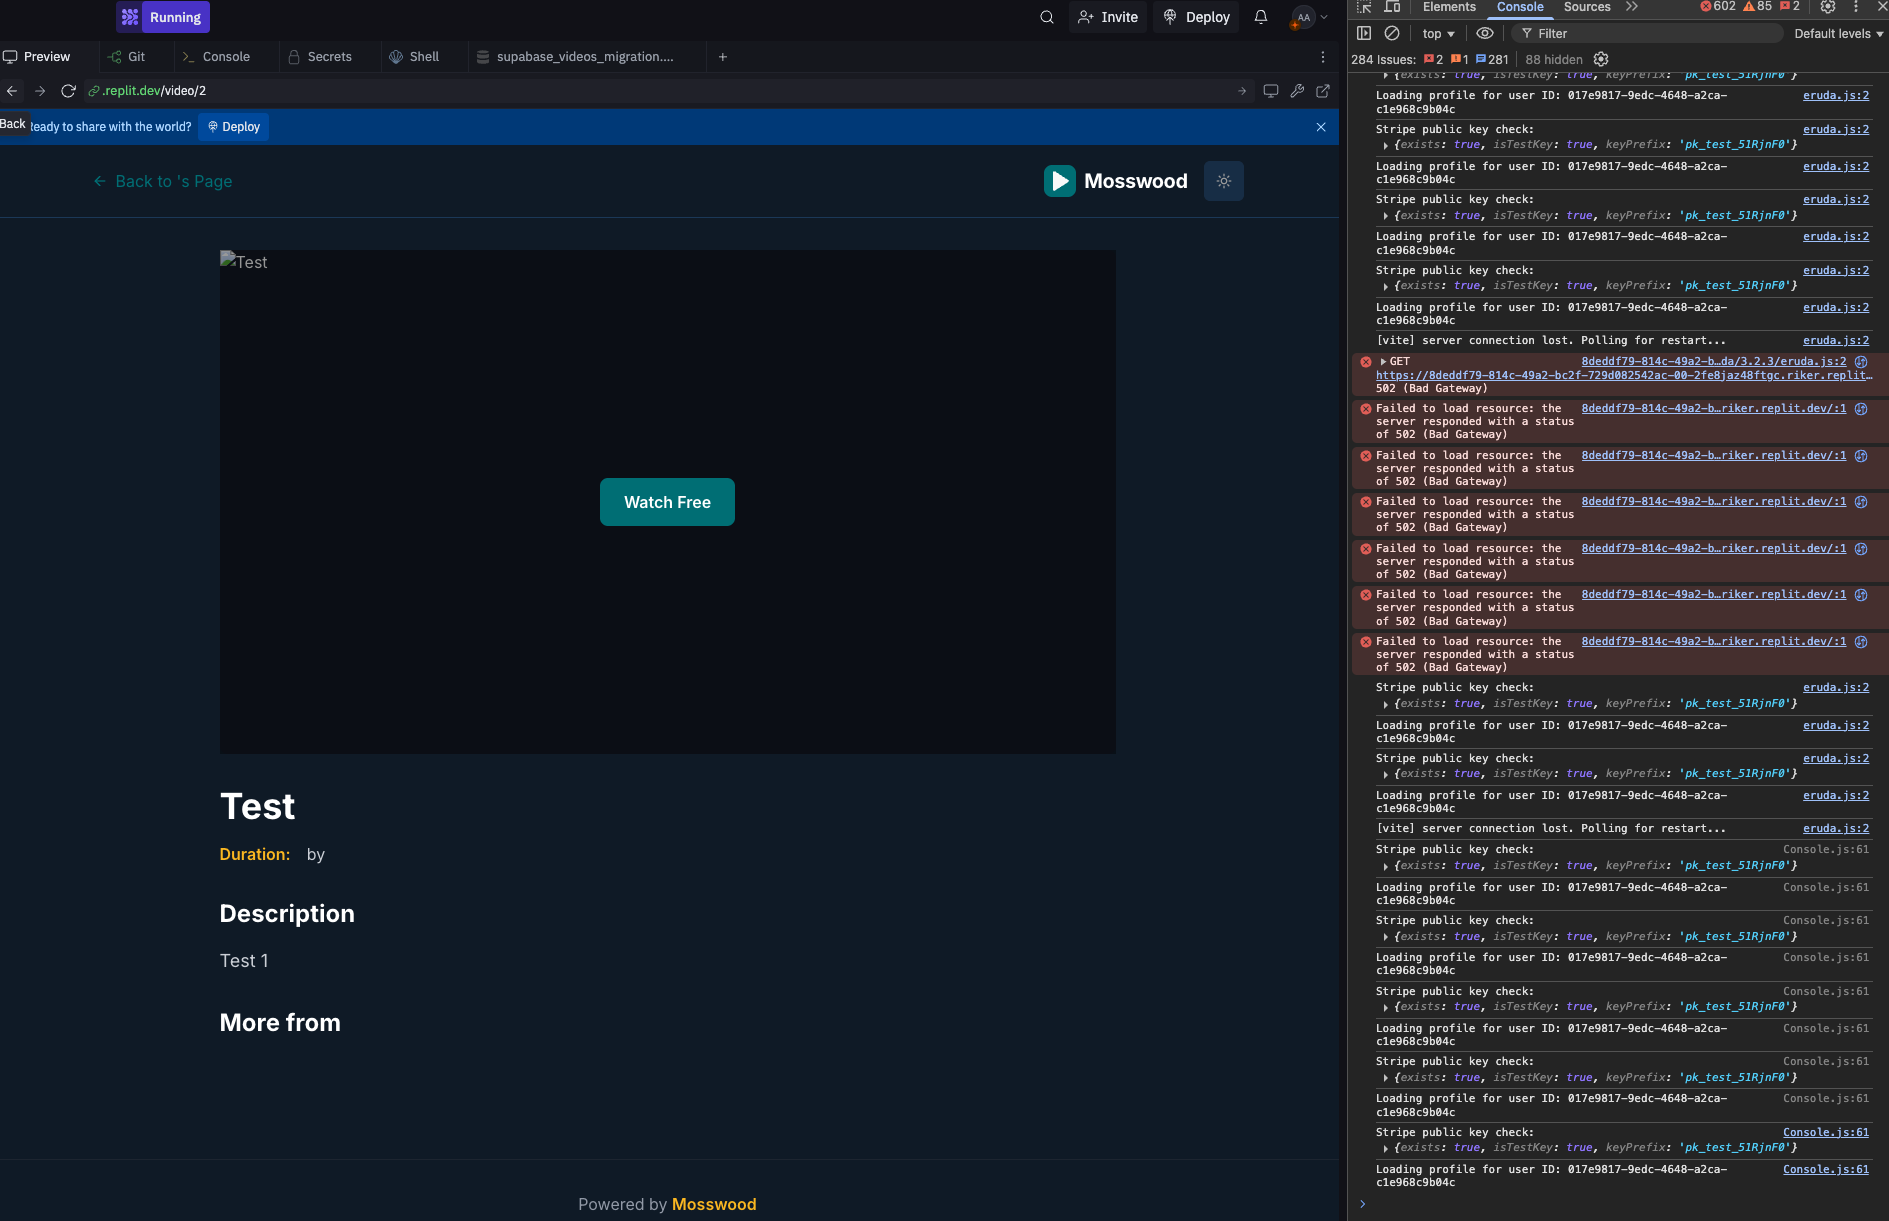 Running
Invite
Deploy
AA
Preview
Git
Console
Secrets
Shell
supabase_videos_migration....
.replit.dev/video/2
Back
Ready to share with the world?
Deploy
← Back to 's Page
Mosswood
Test
Watch Free
Test
Duration: by
Description
Test 1
More from
Powered by Mosswood
Elements
Console
Sources
602
85
2
top
Filter
Default levels
284 Issues: 2 1 281
88 hidden
{exists: true, isTestKey: true, keyPrefix: 'pk_test_51RjnF0'}
Loading profile for user ID: 017e9817-9edc-4648-a2ca- eruda.js:2
c1e968c9b04c
Stripe public key check: eruda.js:2
{exists: true, isTestKey: true, keyPrefix: 'pk_test_51RjnF0'}
Loading profile for user ID: 017e9817-9edc-4648-a2ca- eruda.js:2
c1e968c9b04c
Stripe public key check: eruda.js:2
{exists: true, isTestKey: true, keyPrefix: 'pk_test_51RjnF0'}
Loading profile for user ID: 017e9817-9edc-4648-a2ca- eruda.js:2
c1e968c9b04c
Stripe public key check: eruda.js:2
{exists: true, isTestKey: true, keyPrefix: 'pk_test_51RjnF0'}
Loading profile for user ID: 017e9817-9edc-4648-a2ca- eruda.js:2
c1e968c9b04c
[vite] server connection lost. Polling for restart... eruda.js:2
GET 8deddf79-814c-49a2-b…da/3.2.3/eruda.js:2
https://8deddf79-814c-49a2-bc2f-729d082542ac-00-2fe8jaz48ftgc.riker.replit…
502 (Bad Gateway)
Failed to load resource: the 8deddf79-814c-49a2-b…riker.replit.dev/:1
server responded with a status
of 502 (Bad Gateway)
Failed to load resource: the 8deddf79-814c-49a2-b…riker.replit.dev/:1
server responded with a status
of 502 (Bad Gateway)
Failed to load resource: the 8deddf79-814c-49a2-b…riker.replit.dev/:1
server responded with a status
of 502 (Bad Gateway)
Failed to load resource: the 8deddf79-814c-49a2-b…riker.replit.dev/:1
server responded with a status
of 502 (Bad Gateway)
Failed to load resource: the 8deddf79-814c-49a2-b…riker.replit.dev/:1
server responded with a status
of 502 (Bad Gateway)
Failed to load resource: the 8deddf79-814c-49a2-b…riker.replit.dev/:1
server responded with a status
of 502 (Bad Gateway)
Stripe public key check: eruda.js:2
{exists: true, isTestKey: true, keyPrefix: 'pk_test_51RjnF0'}
Loading profile for user ID: 017e9817-9edc-4648-a2ca- eruda.js:2
c1e968c9b04c
Stripe public key check: eruda.js:2
{exists: true, isTestKey: true, keyPrefix: 'pk_test_51RjnF0'}
Loading profile for user ID: 017e9817-9edc-4648-a2ca- eruda.js:2
c1e968c9b04c
[vite] server connection lost. Polling for restart... eruda.js:2
Stripe public key check: Console.js:61
{exists: true, isTestKey: true, keyPrefix: 'pk_test_51RjnF0'}
Loading profile for user ID: 017e9817-9edc-4648-a2ca- Console.js:61
c1e968c9b04c
Stripe public key check: Console.js:61
{exists: true, isTestKey: true, keyPrefix: 'pk_test_51RjnF0'}
Loading profile for user ID: 017e9817-9edc-4648-a2ca- Console.js:61
c1e968c9b04c
Stripe public key check: Console.js:61
{exists: true, isTestKey: true, keyPrefix: 'pk_test_51RjnF0'}
Loading profile for user ID: 017e9817-9edc-4648-a2ca- Console.js:61
c1e968c9b04c
Stripe public key check: Console.js:61
{exists: true, isTestKey: true, keyPrefix: 'pk_test_51RjnF0'}
Loading profile for user ID: 017e9817-9edc-4648-a2ca- Console.js:61
c1e968c9b04c
Stripe public key check: Console.js:61
{exists: true, isTestKey: true, keyPrefix: 'pk_test_51RjnF0'}
Loading profile for user ID: 017e9817-9edc-4648-a2ca- Console.js:61
c1e968c9b04c